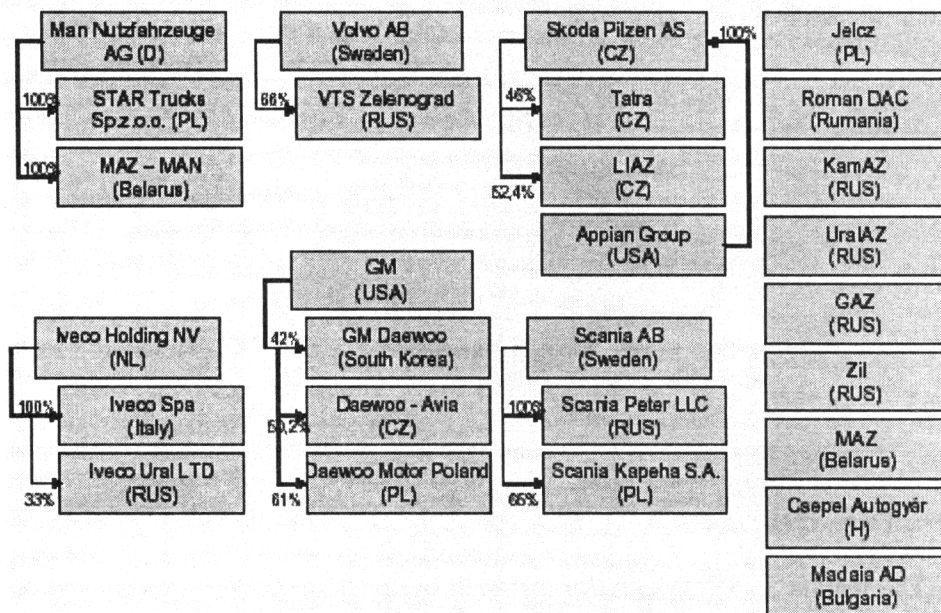 Man Nutzfahrzeuge
AG (D)
100%
STAR Trucks
Sp.z o.o. (PL)
100%
MAZ – MAN
(Belarus)
Volvo AB
(Sweden)
66%
VTS Zelenograd
(RUS)
Skoda Pilzen AS
(CZ)
100%
46%
Tatra
(CZ)
52,4%
LIAZ
(CZ)
Appian Group
(USA)
Iveco Holding NV
(NL)
100%
Iveco Spa
(Italy)
33%
Iveco Ural LTD
(RUS)
GM
(USA)
42%
GM Daewoo
(South Korea)
50,2%
Daewoo - Avia
(CZ)
61%
Daewoo Motor Poland
(PL)
Scania AB
(Sweden)
100%
Scania Peter LLC
(RUS)
65%
Scania Kapeha S.A.
(PL)
Jelcz
(PL)
Roman DAC
(Rumania)
KamAZ
(RUS)
UralAZ
(RUS)
GAZ
(RUS)
Zil
(RUS)
MAZ
(Belarus)
Csepel Autogyár
(H)
Madaia AD
(Bulgaria)